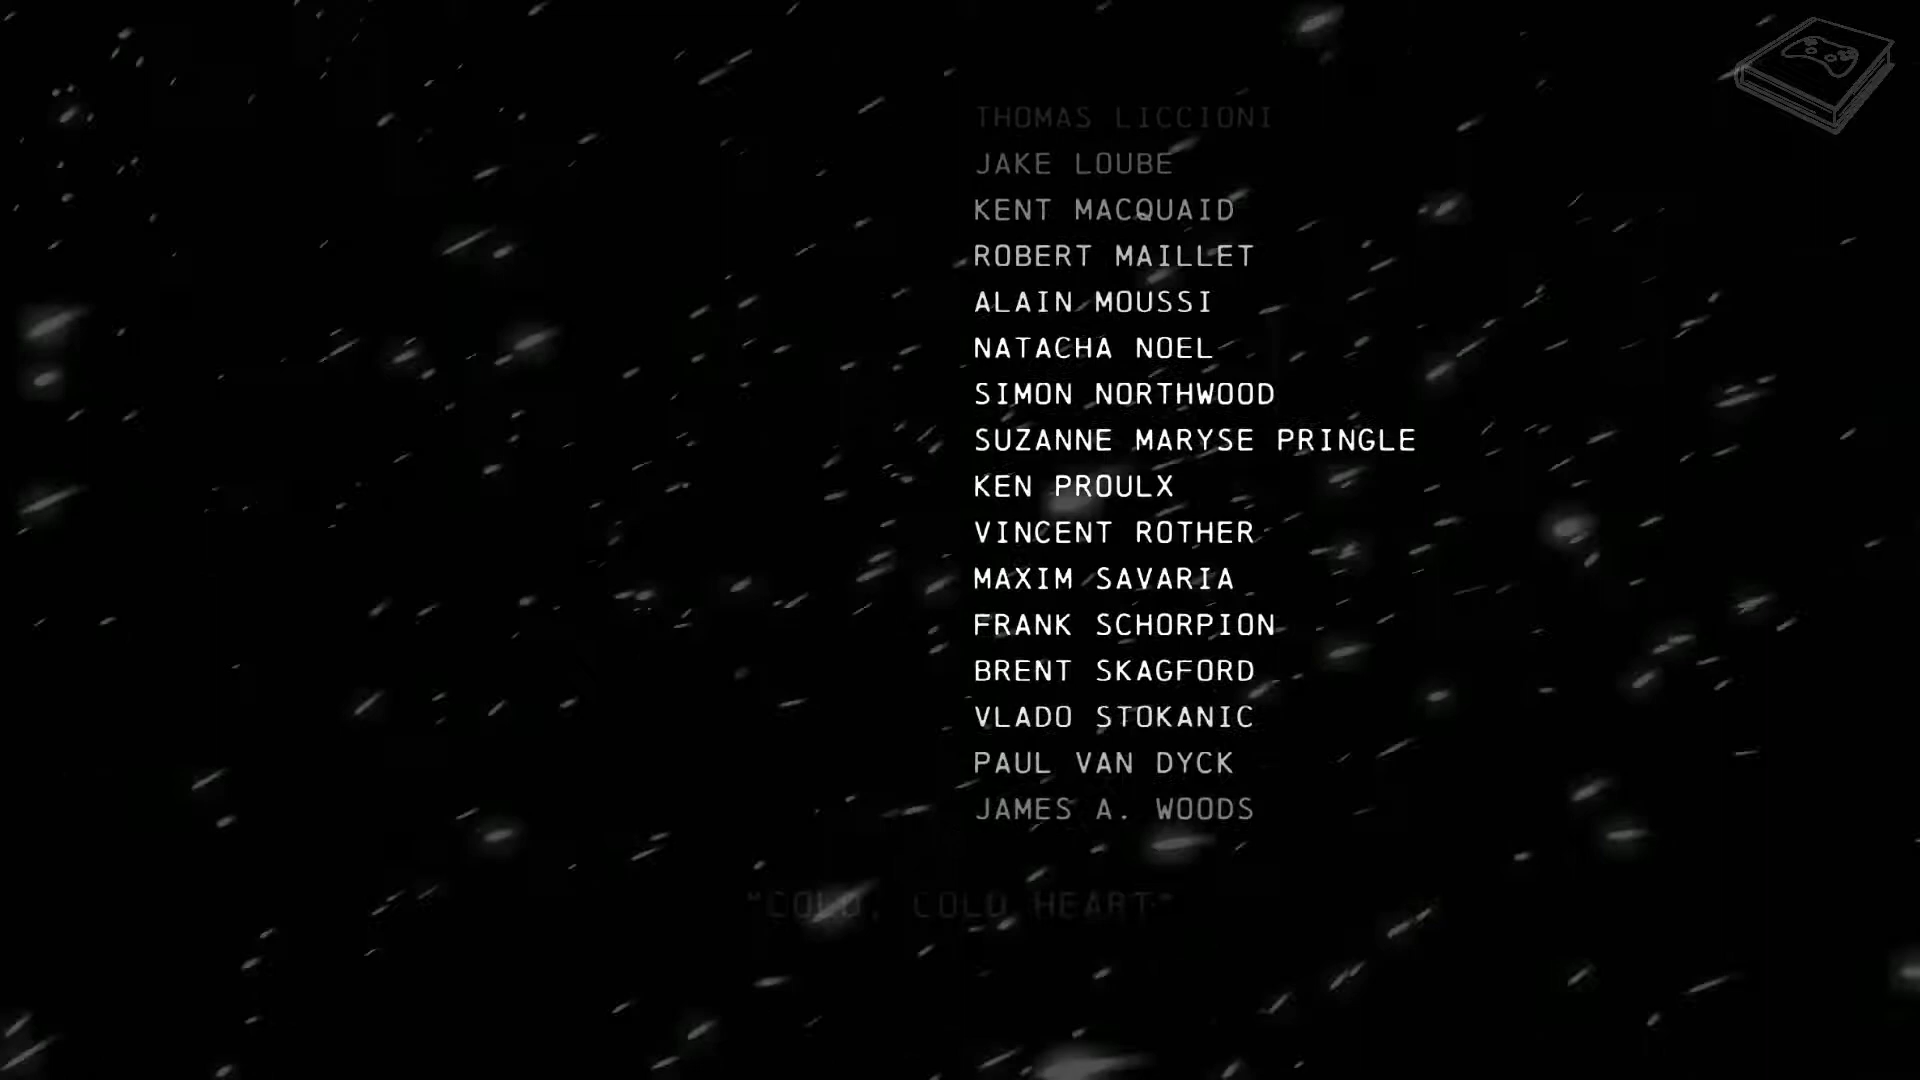 THOMAS LICCIONI
JAKE LOUBE
KENT MACQUAID
ROBERT MAILLET
ALAIN MOUSSI
NATACHA NOEL
SIMON NORTHWOOD
SUZANNE MARYSE PRINGLE
KEN PROULX
VINCENT ROTHER
MAXIM SAVARIA
FRANK SCHORPION
BRENT SKAGFORD
VLADO STOKANIC
PAUL VAN DYCK
JAMES A. WOODS
"COLD, COLD HEART"